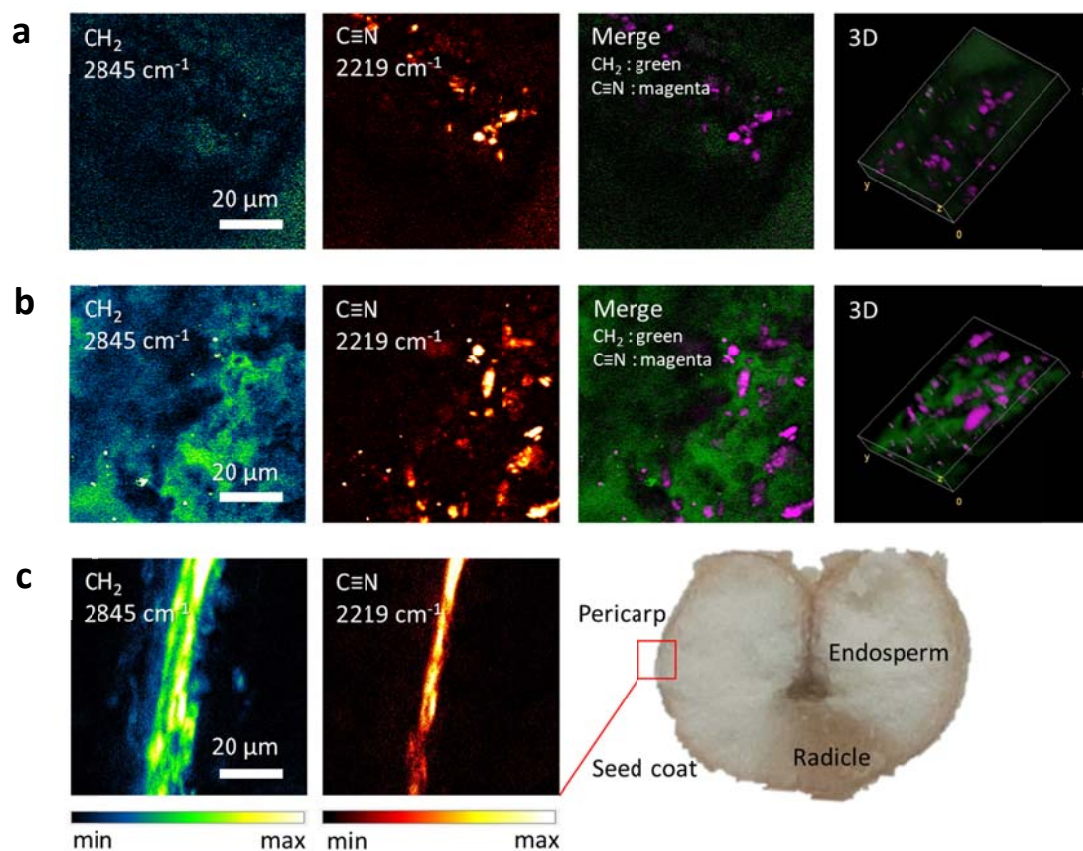 a
CH₂
2845 cm⁻¹
20 µm
C≡N
2219 cm⁻¹
Merge
CH₂ : green
C≡N : magenta
3D
y
z
0
b
CH₂
2845 cm⁻¹
20 µm
C≡N
2219 cm⁻¹
Merge
CH₂ : green
C≡N : magenta
3D
y
z
0
c
CH₂
2845 cm⁻¹
20 µm
C≡N
2219 cm⁻¹
Pericarp
Endosperm
Seed coat
Radicle
min max
min max